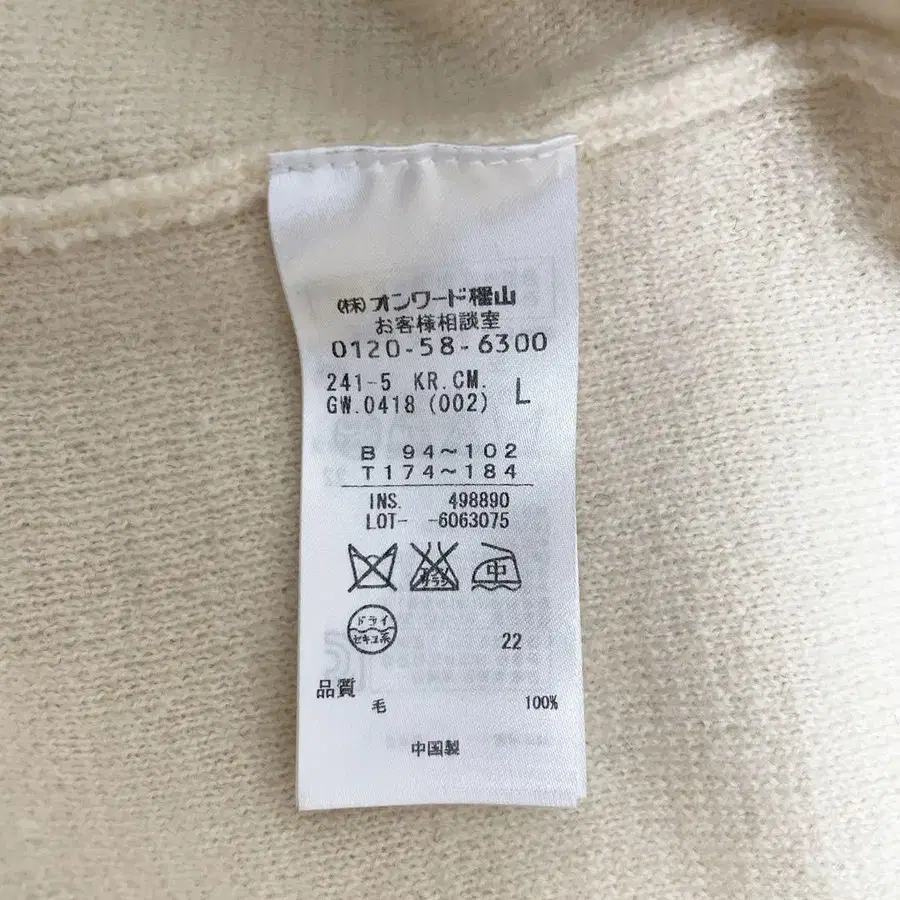 (株)オンワード樫山
お客様相談室
0120-58-6300
241-5 KR.CM.
GW.0418 (002) L
B 94~102
T174~184
INS. 498890
LOT- -6063075
中
ドライ
セキユ系
22
品質
毛 100%
中国製